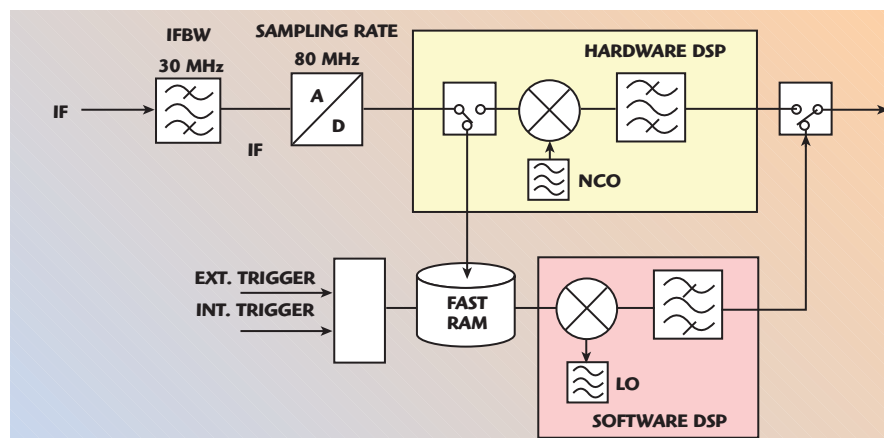 IFBW
30 MHz
SAMPLING RATE
80 MHz
HARDWARE DSP
IF
A
D
IF
NCO
EXT. TRIGGER
INT. TRIGGER
FAST
RAM
LO
SOFTWARE DSP